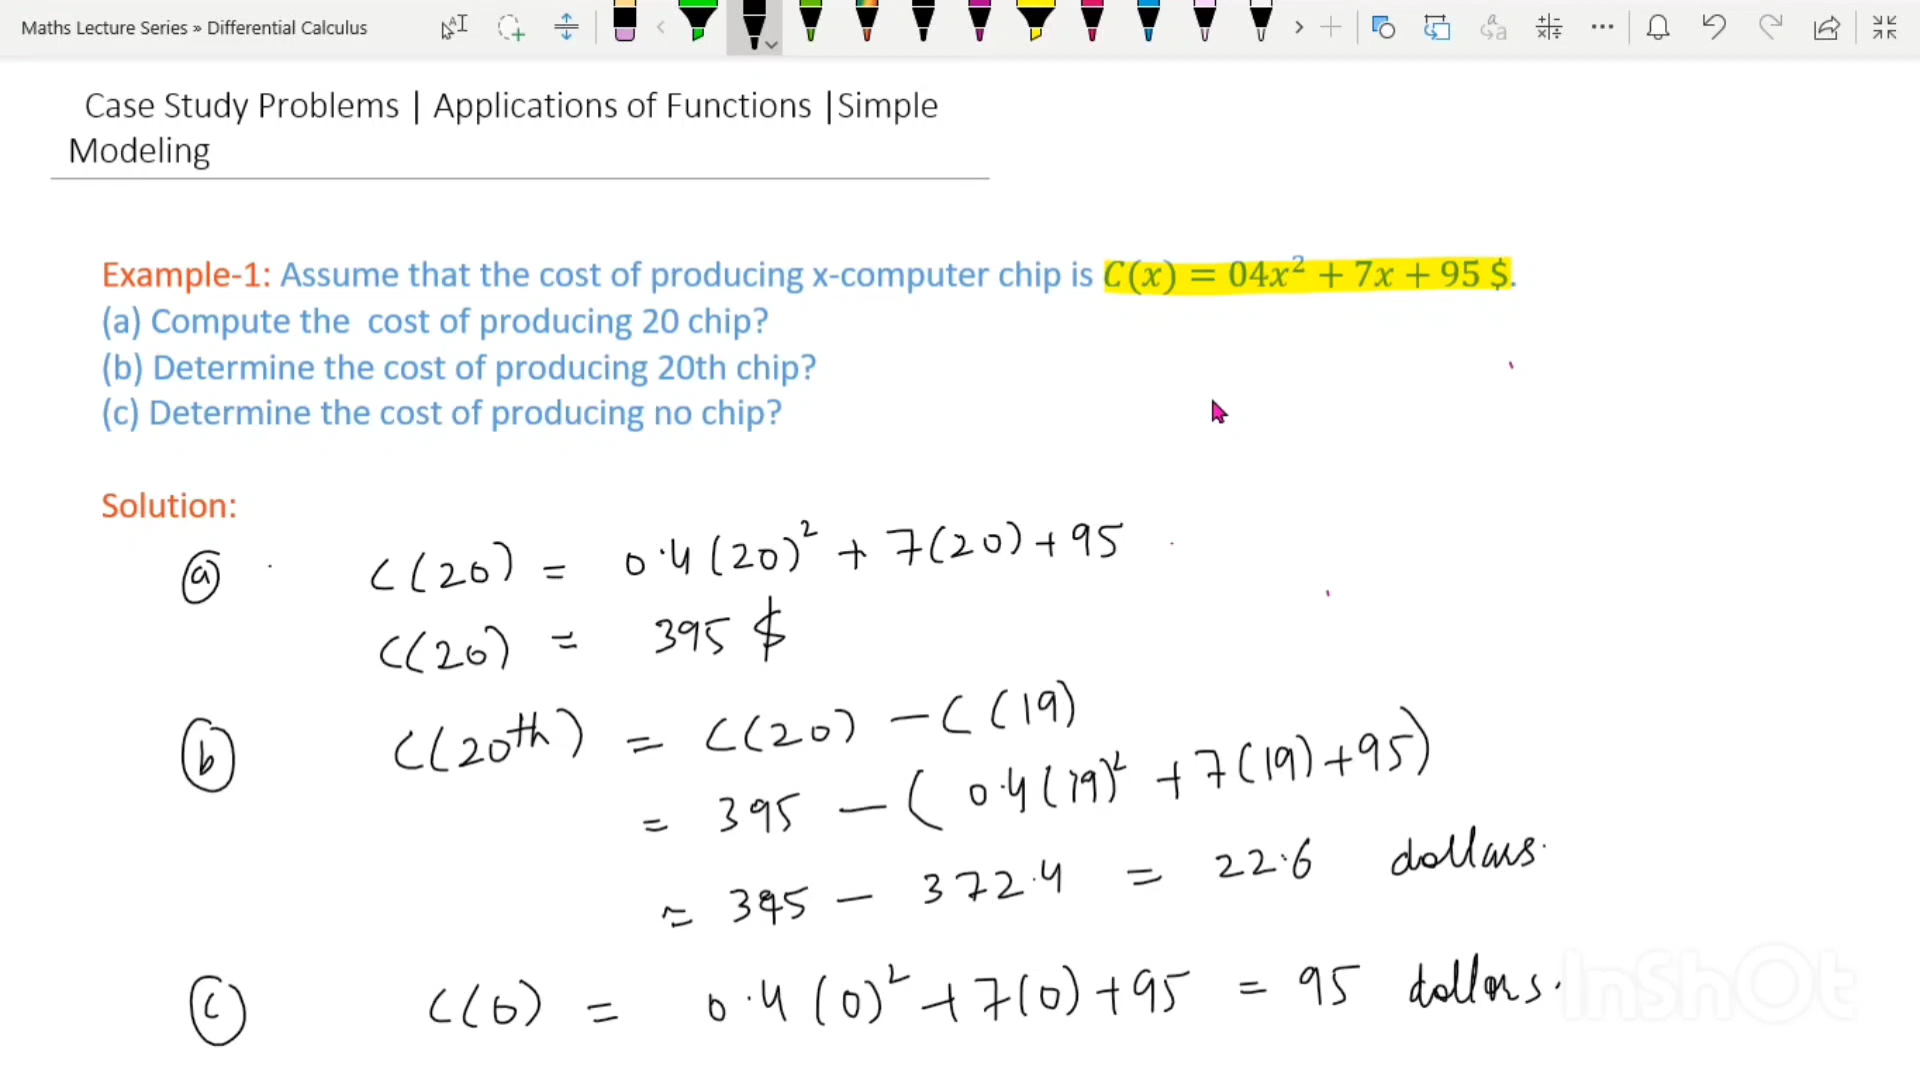 Maths Lecture Series » Differential Calculus
Case Study Problems | Applications of Functions |Simple
Modeling
Example-1: Assume that the cost of producing x-computer chip is C(x) = 04x² + 7x + 95 $.
(a) Compute the cost of producing 20 chip?
(b) Determine the cost of producing 20th chip?
(c) Determine the cost of producing no chip?
Solution:
(a) C(20) = 0.4(20)² + 7(20)+95
C(20) = 395 $
(b) C(20th) = C(20) - C(19)
= 395 - (0.4(19)² + 7(19)+95)
= 395 - 372.4 = 22.6 dollars.
(c) C(0) = 0.4(0)² + 7(0)+95 = 95 dollars.
InShOt